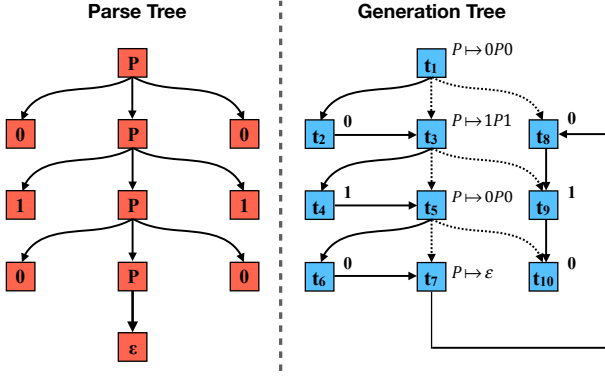 Parse Tree
P
0 P 0
1 P 1
0 P 0
P
ε
Generation Tree
t1 P ↦ 0P0
t2 0 t3 P ↦ 1P1 t8 0
t4 1 t5 P ↦ 0P0 t9 1
t6 0 t7 P ↦ ε t10 0